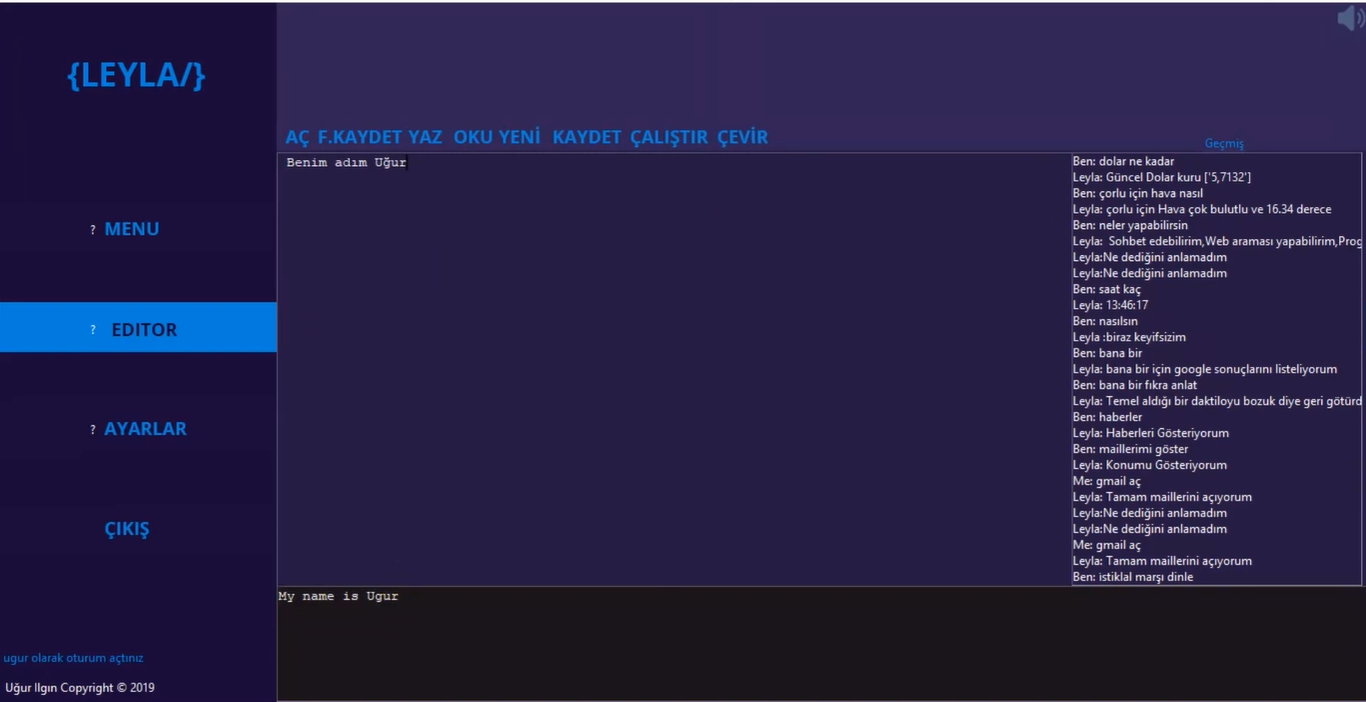 {LEYLA/}
? MENU
? EDITOR
? AYARLAR
ÇIKIŞ
ugur olarak oturum açtınız
Uğur Ilgın Copyright © 2019
AÇ F.KAYDET YAZ OKU YENİ KAYDET ÇALIŞTIR ÇEVİR
Benim adım Uğur
Geçmiş
Ben: dolar ne kadar
Leyla: Güncel Dolar kuru ['5,7132']
Ben: çorlu için hava nasıl
Leyla: çorlu için Hava çok bulutlu ve 16.34 derece
Ben: neler yapabilirsin
Leyla: Sohbet edebilirim,Web araması yapabilirim,Prog
Leyla:Ne dediğini anlamadım
Leyla:Ne dediğini anlamadım
Ben: saat kaç
Leyla: 13:46:17
Ben: nasılsın
Leyla :biraz keyifsizim
Ben: bana bir
Leyla: bana bir için google sonuçlarını listeliyorum
Ben: bana bir fıkra anlat
Leyla: Temel aldığı bir daktiloyu bozuk diye geri götürd
Ben: haberler
Leyla: Haberleri Gösteriyorum
Ben: maillerimi göster
Leyla: Konumu Gösteriyorum
Me: gmail aç
Leyla: Tamam maillerini açıyorum
Leyla:Ne dediğini anlamadım
Leyla:Ne dediğini anlamadım
Me: gmail aç
Leyla: Tamam maillerini açıyorum
Ben: istiklal marşı dinle
My name is Ugur